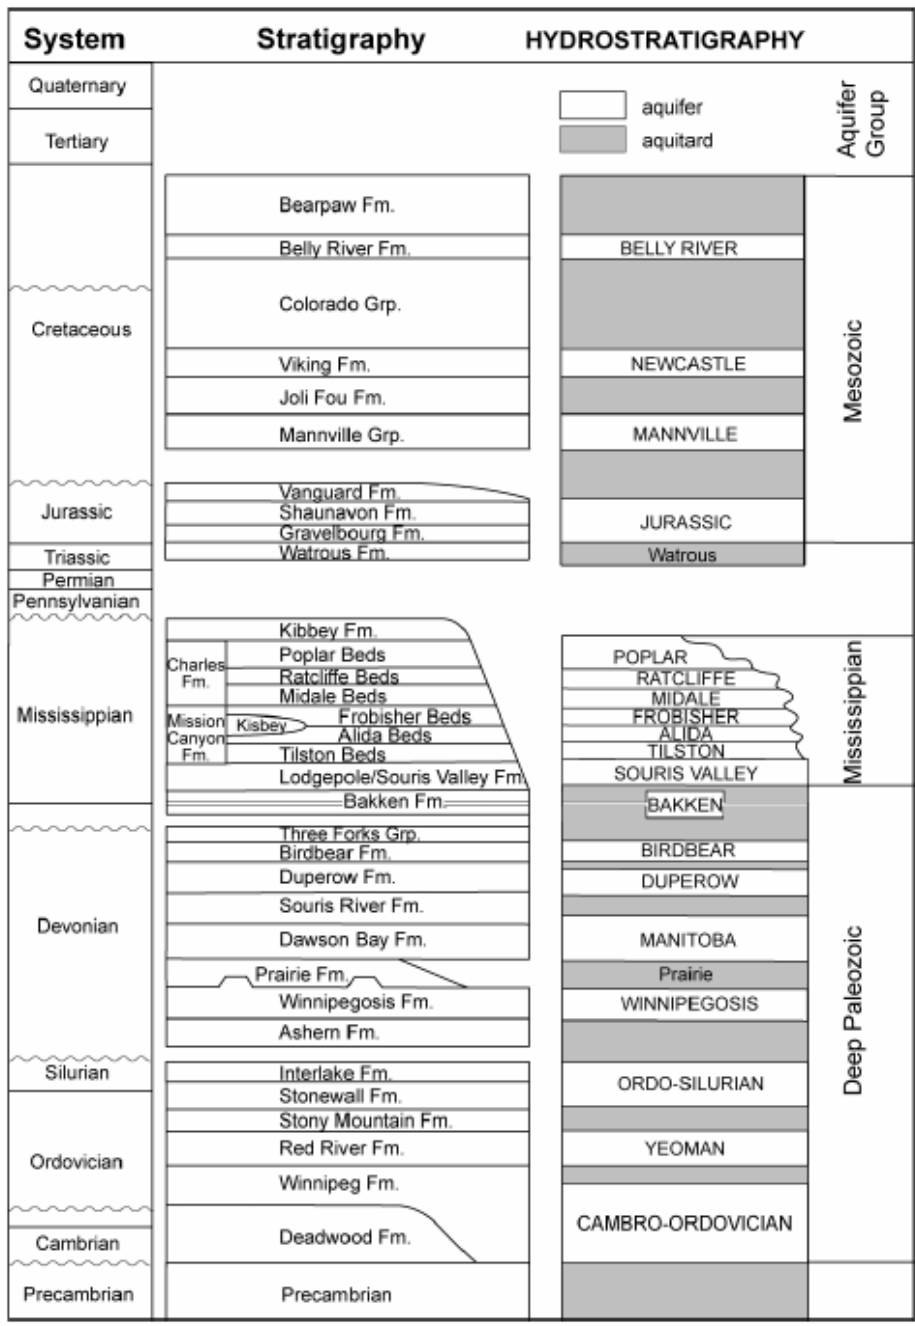 System
Stratigraphy
HYDROSTRATIGRAPHY
Quaternary
Tertiary
Cretaceous
Jurassic
Triassic
Permian
Pennsylvanian
Mississippian
Devonian
Silurian
Ordovician
Cambrian
Precambrian
Bearpaw Fm.
Belly River Fm.
Colorado Grp.
Viking Fm.
Joli Fou Fm.
Mannville Grp.
Vanguard Fm.
Shaunavon Fm.
Gravelbourg Fm.
Watrous Fm.
Kibbey Fm.
Charles
Fm.
Poplar Beds
Ratcliffe Beds
Midale Beds
Mission
Canyon
Fm.
Kisbey
Frobisher Beds
Alida Beds
Tilston Beds
Lodgepole/Souris Valley Fm
Bakken Fm.
Three Forks Grp.
Birdbear Fm.
Duperow Fm.
Souris River Fm.
Dawson Bay Fm.
Prairie Fm.
Winnipegosis Fm.
Ashern Fm.
Interlake Fm.
Stonewall Fm.
Stony Mountain Fm.
Red River Fm.
Winnipeg Fm.
Deadwood Fm.
Precambrian
aquifer
aquitard
BELLY RIVER
NEWCASTLE
MANNVILLE
JURASSIC
Watrous
POPLAR
RATCLIFFE
MIDALE
FROBISHER
ALIDA
TILSTON
SOURIS VALLEY
BAKKEN
BIRDBEAR
DUPEROW
MANITOBA
Prairie
WINNIPEGOSIS
ORDO-SILURIAN
YEOMAN
CAMBRO-ORDOVICIAN
Aquifer
Group
Mesozoic
Mississippian
Deep Paleozoic